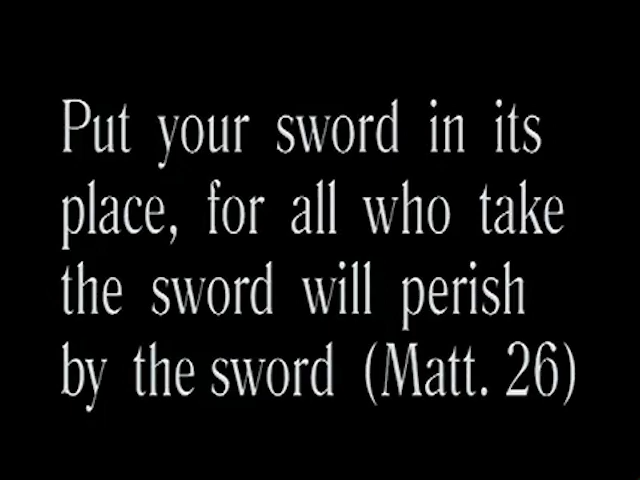 Put your sword in its
place, for all who take
the sword will perish
by the sword (Matt. 26)